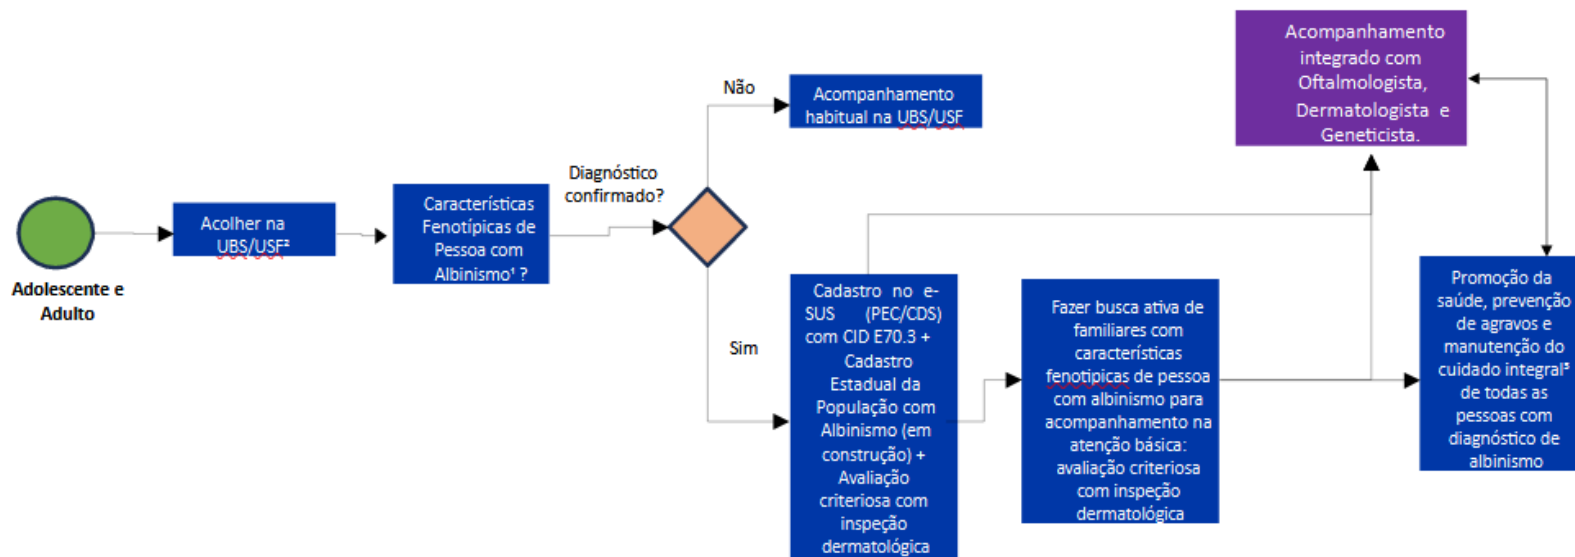 Adolescente e
Adulto
Acolher na
UBS/USF²
Características
Fenotípicas de
Pessoa com
Albinismo¹ ?
Diagnóstico
confirmado?
Não
Acompanhamento
habitual na UBS/USF
Sim
Cadastro no e-
SUS (PEC/CDS)
com CID E70.3 +
Cadastro
Estadual da
População com
Albinismo (em
construção) +
Avaliação
criteriosa com
inspeção
dermatológica
Fazer busca ativa de
familiares com
características
fenotipicas de pessoa
com albinismo para
acompanhamento na
atenção básica:
avaliação criteriosa
com inspeção
dermatológica
Acompanhamento
integrado com
Oftalmologista,
Dermatologista e
Geneticista.
Promoção da
saúde, prevenção
de agravos e
manutenção do
cuidado integral⁵
de todas as
pessoas com
diagnóstico de
albinismo